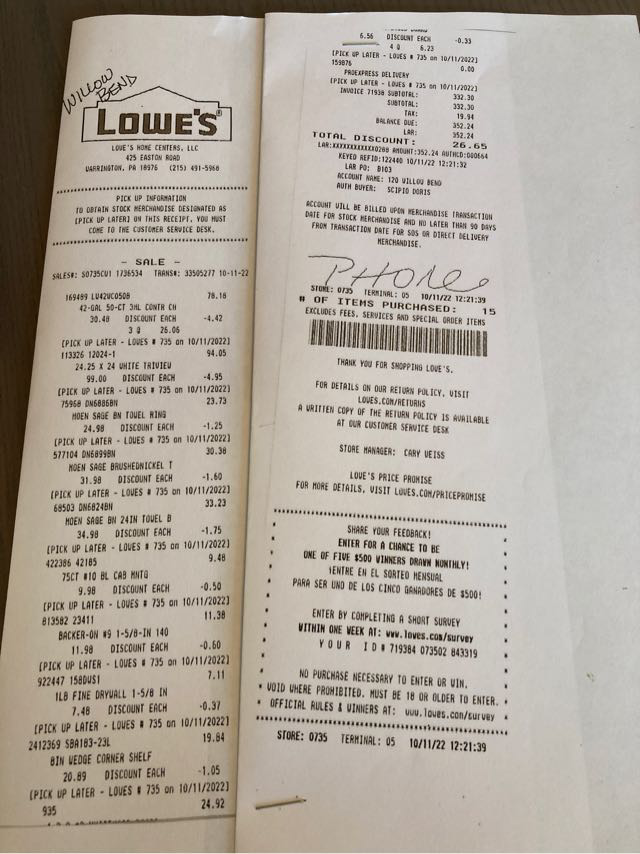 WILLOW
BEND
LOWE'S
LOWE'S HOME CENTERS, LLC
425 EASTON ROAD
WARRINGTON, PA 18976 (215) 491-5960
PICK UP INFORMATION
TO OBTAIN STOCK MERCHANDISE DESIGNATED AS
[PICK UP LATER] ON THIS RECEIPT, YOU MUST
COME TO THE CUSTOMER SERVICE DESK.
- SALE -
SALES#: S0735CU1 1736534 TRANS#: 33505277 10-11-22
169489 LU42UC050B 78.18
42-GAL 50-CT 3ML CONTR CH
30.48 DISCOUNT EACH -4.42
3 @ 26.06
[PICK UP LATER - LOWES # 735 on 10/11/2022]
113326 12024-1 94.05
24.25 X 24 WHITE TRIVIEW
99.00 DISCOUNT EACH -4.95
[PICK UP LATER - LOWES # 735 on 10/11/2022]
75960 DN6886BN 23.73
MOEN SAGE BN TOWEL RING
24.98 DISCOUNT EACH -1.25
[PICK UP LATER - LOWES # 735 on 10/11/2022]
577104 DN6899BN 30.38
MOEN SAGE BRUSHEDNICKEL T
31.98 DISCOUNT EACH -1.60
[PICK UP LATER - LOWES # 735 on 10/11/2022]
68503 DN6824BN 33.23
MOEN SAGE BN 24IN TOWEL B
34.98 DISCOUNT EACH -1.75
[PICK UP LATER - LOWES # 735 on 10/11/2022]
422386 42185 9.48
75CT #10 BL CAB MNTG
9.98 DISCOUNT EACH -0.50
[PICK UP LATER - LOWES # 735 on 10/11/2022]
813582 23411 11.38
BACKER-ON #9 1-5/8-IN 140
11.98 DISCOUNT EACH -0.60
[PICK UP LATER - LOWES # 735 on 10/11/2022]
922447 158DWS1 7.11
1LB FINE DRYWALL 1-5/8 IN
7.48 DISCOUNT EACH -0.37
[PICK UP LATER - LOWES # 735 on 10/11/2022]
2412369 SBA183-23L 19.84
8IN WEDGE CORNER SHELF
20.89 DISCOUNT EACH -1.05
[PICK UP LATER - LOWES # 735 on 10/11/2022]
935 24.92
6.56 DISCOUNT EACH -0.33
4 @ 6.23
[PICK UP LATER - LOWES # 735 on 10/11/2022]
159876 0.00
PROEXPRESS DELIVERY
[PICK UP LATER - LOWES # 735 on 10/11/2022]
INVOICE 71938 SUBTOTAL: 332.30
SUBTOTAL: 332.30
TAX: 19.94
BALANCE DUE: 352.24
LAR: 352.24
TOTAL DISCOUNT: 26.65
LAR:XXXXXXXXXXXX0208 AMOUNT:352.24 AUTHCD:000664
KEYED REFID:122440 10/11/22 12:21:32
LAR PO: B103
ACCOUNT NAME: 120 WILLOW BEND
AUTH BUYER: SCIPIO DORIS
ACCOUNT WILL BE BILLED UPON MERCHANDISE TRANSACTION
DATE FOR STOCK MERCHANDISE AND NO LATER THAN 90 DAYS
FROM TRANSACTION DATE FOR SOS OR DIRECT DELIVERY
MERCHANDISE.
PHONE
STORE: 0735 TERMINAL: 05 10/11/22 12:21:39
# OF ITEMS PURCHASED: 15
EXCLUDES FEES, SERVICES AND SPECIAL ORDER ITEMS
THANK YOU FOR SHOPPING LOWE'S.
FOR DETAILS ON OUR RETURN POLICY, VISIT
LOWES.COM/RETURNS
A WRITTEN COPY OF THE RETURN POLICY IS AVAILABLE
AT OUR CUSTOMER SERVICE DESK
STORE MANAGER: CARY WEISS
LOWE'S PRICE PROMISE
FOR MORE DETAILS, VISIT LOWES.COM/PRICEPROMISE
SHARE YOUR FEEDBACK!
ENTER FOR A CHANCE TO BE
ONE OF FIVE $500 WINNERS DRAWN MONTHLY!
¡ENTRE EN EL SORTEO MENSUAL
PARA SER UNO DE LOS CINCO GANADORES DE $500!
ENTER BY COMPLETING A SHORT SURVEY
WITHIN ONE WEEK AT: www.lowes.com/survey
YOUR ID# 719384 073502 843319
NO PURCHASE NECESSARY TO ENTER OR WIN.
VOID WHERE PROHIBITED. MUST BE 18 OR OLDER TO ENTER.
OFFICIAL RULES & WINNERS AT: www.lowes.com/survey
STORE: 0735 TERMINAL: 05 10/11/22 12:21:39